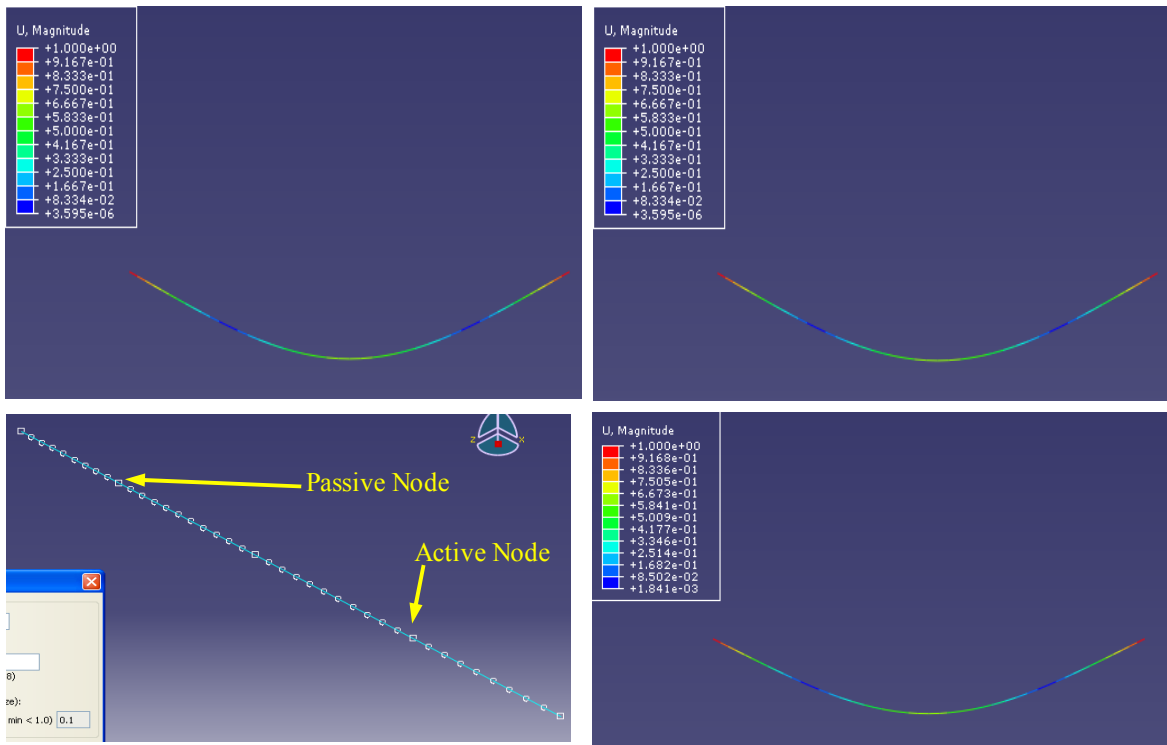 U, Magnitude
+1.000e+00
+9.167e-01
+8.333e-01
+7.500e-01
+6.667e-01
+5.833e-01
+5.000e-01
+4.167e-01
+3.333e-01
+2.500e-01
+1.667e-01
+8.334e-02
+3.595e-06
U, Magnitude
+1.000e+00
+9.167e-01
+8.333e-01
+7.500e-01
+6.667e-01
+5.833e-01
+5.000e-01
+4.167e-01
+3.333e-01
+2.500e-01
+1.667e-01
+8.334e-02
+3.595e-06
Z
X
Passive Node
Active Node
8)
ze):
min < 1.0) 0.1
U, Magnitude
+1.000e+00
+9.168e-01
+8.336e-01
+7.505e-01
+6.673e-01
+5.841e-01
+5.009e-01
+4.177e-01
+3.346e-01
+2.514e-01
+1.682e-01
+8.502e-02
+1.841e-03